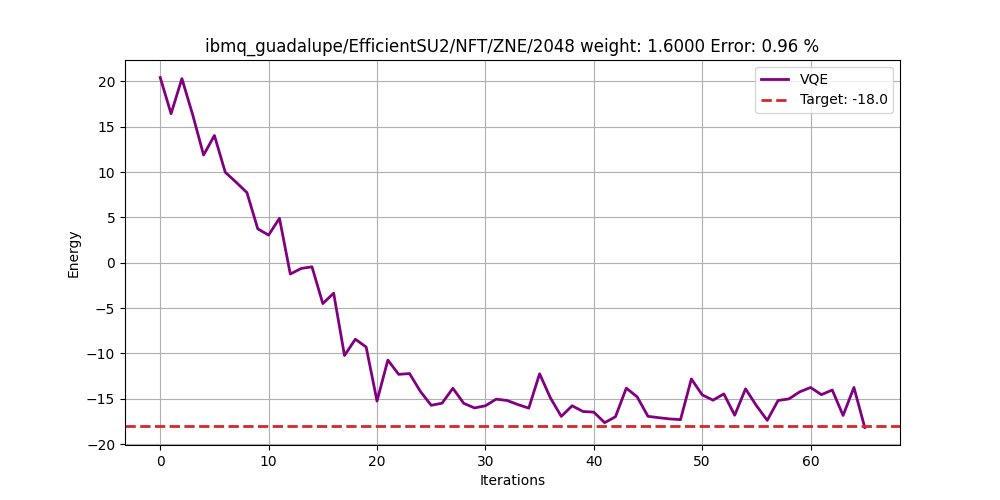 ibmq_guadalupe/EfficientSU2/NFT/ZNE/2048 weight: 1.6000 Error: 0.96 %
VQE
Target: -18.0
20
15
10
5
0
−5
−10
−15
−20
Energy
0 10 20 30 40 50 60
Iterations